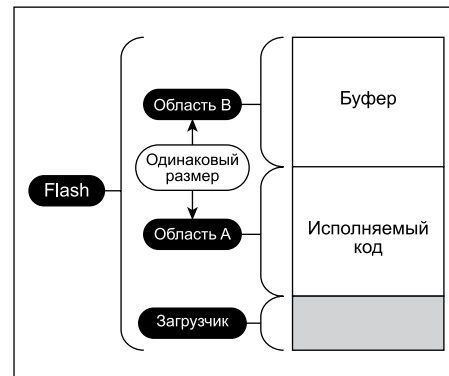 Область B
Буфер
Одинаковый
размер
Flash
Область A
Исполняемый
код
Загрузчик